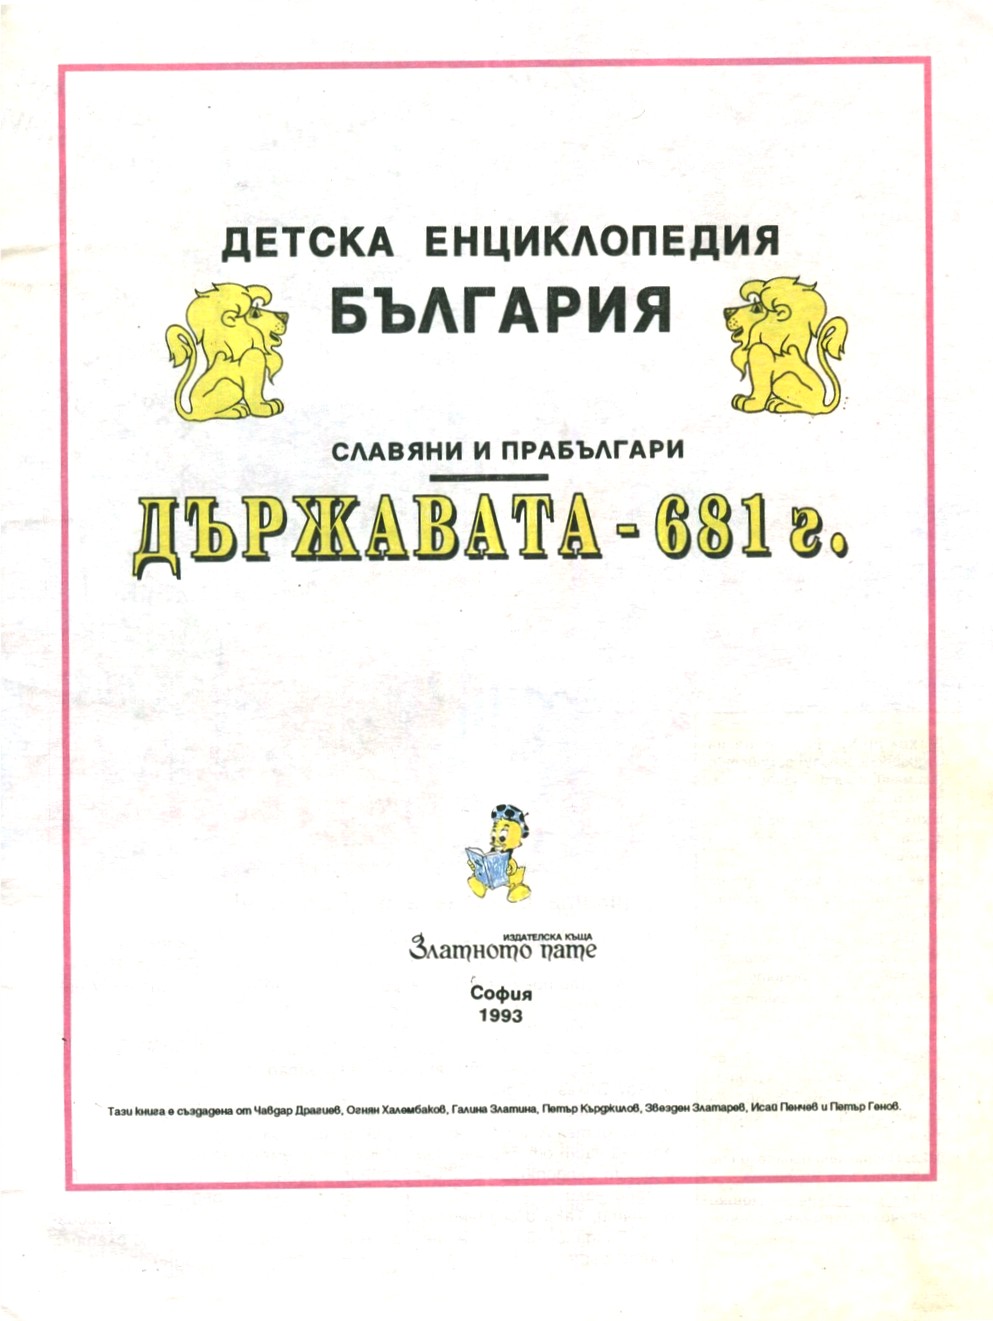 ДЕТСКА ЕНЦИКЛОПЕДИЯ
БЪЛГАРИЯ
СЛАВЯНИ И ПРАБЪЛГАРИ
ДЪРЖАВАТА - 681 г.
ИЗДАТЕЛСКА КЪЩА
Златното пате
София
1993
Тази книга е създадена от Чавдар Драгиев, Огнян Халембаков, Галина Златина, Петър Кърджилов, Звезден Златарев, Исай Пенчев и Петър Генов.